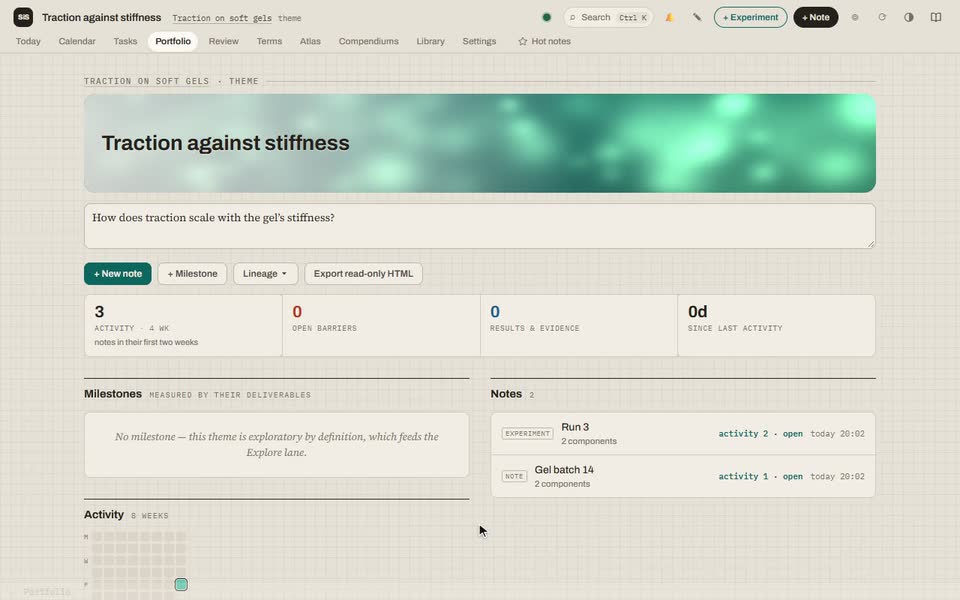 SiS Traction against stiffness Traction on soft gels theme Search Ctrl K + Experiment + Note
Today Calendar Tasks Portfolio Review Terms Atlas Compendiums Library Settings Hot notes
TRACTION ON SOFT GELS · THEME
Traction against stiffness
How does traction scale with the gel's stiffness?
+ New note + Milestone Lineage Export read-only HTML
3 0 0 0d
ACTIVITY · 4 WK OPEN BARRIERS RESULTS & EVIDENCE SINCE LAST ACTIVITY
notes in their first two weeks
Milestones MEASURED BY THEIR DELIVERABLES
No milestone — this theme is exploratory by definition, which feeds the
Explore lane.
Notes 2
EXPERIMENT Run 3 activity 2 · open today 20:02
2 components
NOTE Gel batch 14 activity 1 · open today 20:02
2 components
Activity 8 WEEKS
M
W
F
Portfolio